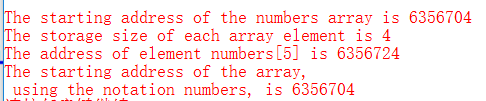 The starting address of the numbers array is 6356704
The storage size of each array element is 4
The address of element numbers[5] is 6356724
The starting address of the array,
 using the notation numbers, is 6356704